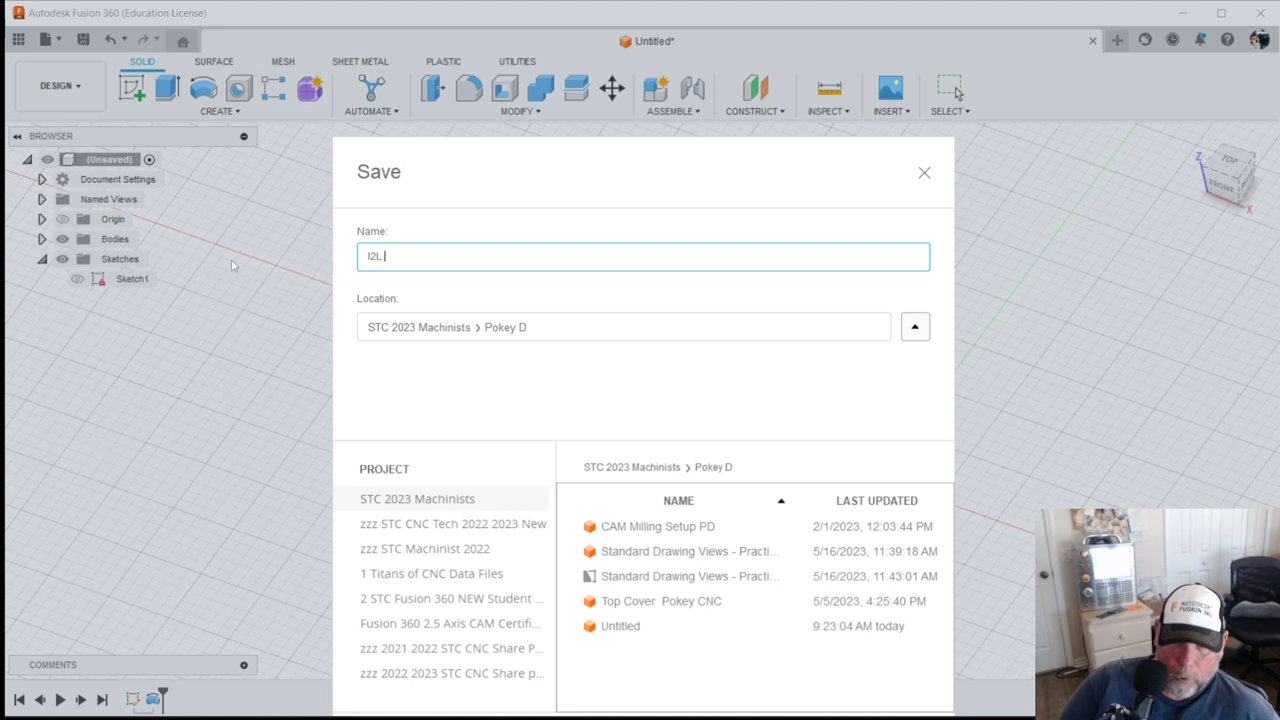 Autodesk Fusion 360 (Education License)
Untitled*
DESIGN
SOLID
SURFACE
MESH
SHEET METAL
PLASTIC
UTILITIES
CREATE
AUTOMATE
MODIFY
ASSEMBLE
CONSTRUCT
INSPECT
INSERT
SELECT
BROWSER
(Unsaved)
Document Settings
Named Views
Origin
Bodies
Sketches
Sketch1
Z
TOP
FRONT
X
Save
Name:
I2L
Location:
STC 2023 Machinists > Pokey D
PROJECT
STC 2023 Machinists
zzz STC CNC Tech 2022 2023 New
zzz STC Machinist 2022
1 Titans of CNC Data Files
2 STC Fusion 360 NEW Student ...
Fusion 360 2.5 Axis CAM Certifi...
zzz 2021 2022 STC CNC Share P...
zzz 2022 2023 STC CNC Share p...
STC 2023 Machinists > Pokey D
NAME LAST UPDATED
CAM Milling Setup PD 2/1/2023, 12:03:44 PM
Standard Drawing Views - Practi... 5/16/2023, 11:39:18 AM
Standard Drawing Views - Practi... 5/16/2023, 11:43:01 AM
Top Cover Pokey CNC 5/5/2023, 4:25:40 PM
Untitled 9:23:04 AM today
COMMENTS
AUTODESK
FUSION 360